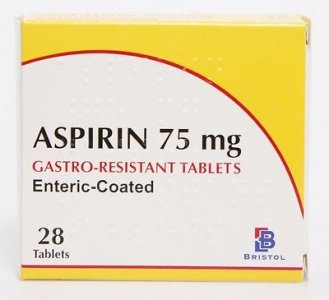 ASPIRIN 75 mg
GASTRO-RESISTANT TABLETS
Enteric-Coated
28
Tablets
B
BRISTOL